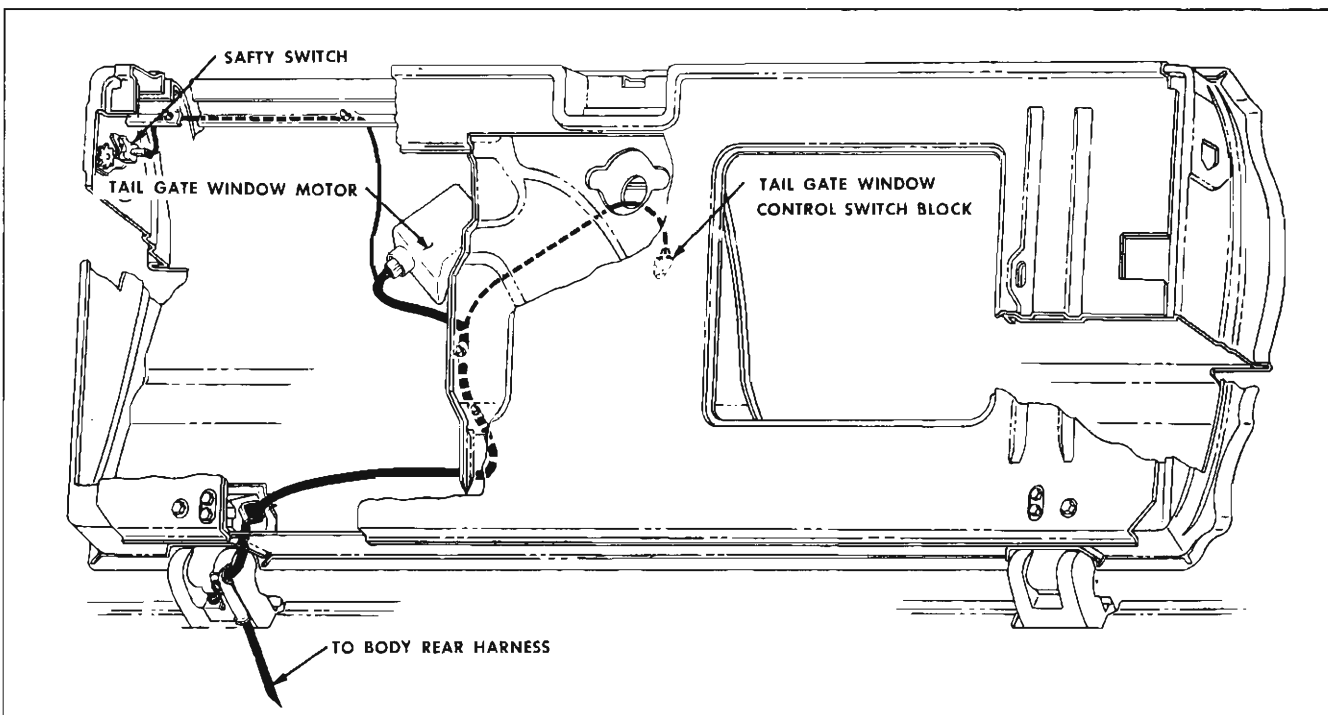 SAFTY SWITCH
TAIL GATE WINDOW MOTOR
TAIL GATE WINDOW
CONTROL SWITCH BLOCK
TO BODY REAR HARNESS